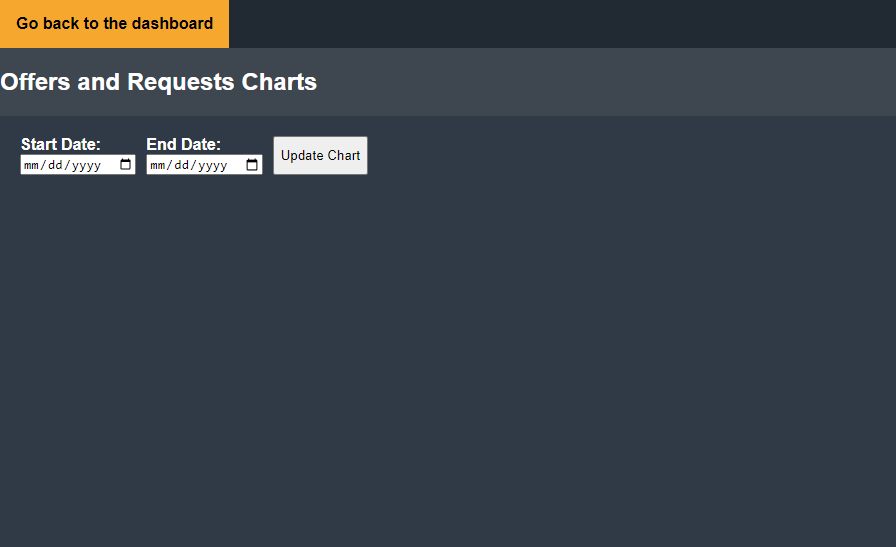 Go back to the dashboard
Offers and Requests Charts
Start Date: End Date:
Update Chart
mm/dd/yyyy mm/dd/yyyy